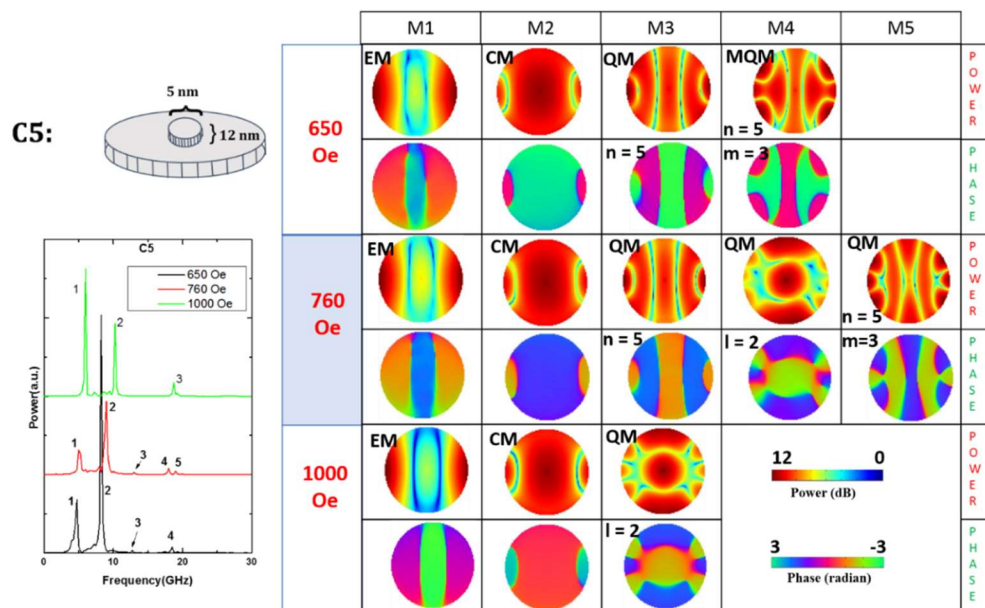 M1 M2 M3 M4 M5
5 nm
C5:
12 nm
650
Oe
EM CM QM MQM
n = 5
POWER
n = 5 m = 3
PHASE
C5
650 Oe
760 Oe
1000 Oe
1
2
3
1
2
3
4
5
1
2
3
4
0 10 20 30
Frequency(GHz)
Power(a.u.)
760
Oe
EM CM QM QM QM
n = 5
POWER
n = 5 l = 2 m=3
PHASE
1000
Oe
EM CM QM
POWER
l = 2
PHASE
12 0
Power (dB)
3 -3
Phase (radian)